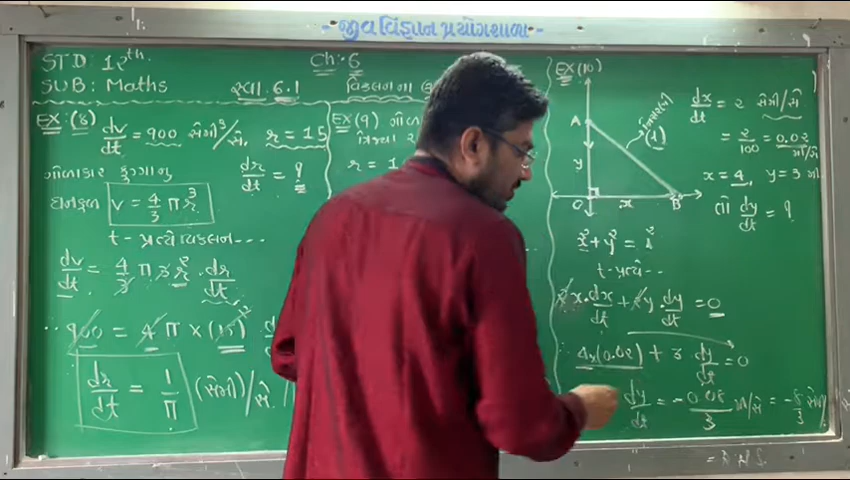 જીવવિજ્ઞાન પ્રયોગશાળા
STD: 12th.
SUB: Maths
Ch: 6
સ્વા. 6.1
EX: (8) dv/dt = 900 સેમી³/સે. r = 15
dr/dt = ?
ગોળાકાર ફુગ્ગાનું
ઘનફળ V = 4/3 πr³
t - પ્રત્યે વિકલન...
dv/dt = 4/3 π 3r² . dr/dt
∴ 900 = 4π × (15)²
dr/dt = 1/π (સેમી)/સે.
EX (9)
r =
EX (10)
A
y
O
x
B
dx/dt = 2 સેમી/સે
= 2/100 = 0.02 મી/સે
x = 4, y = 3
તો dy/dt = ?
x² + y² = l²
t - પ્રત્યે...
2x.dx/dt + 2y.dy/dt = 0
4x(0.02) + 3 dy/dt = 0
dy/dt = -0.08/3 મી/સે = -8/3 સેમી